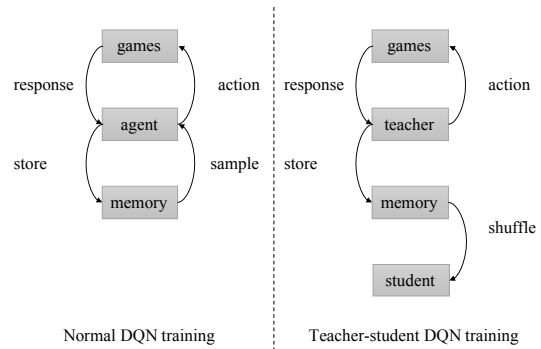 games
response
action
agent
store
sample
memory
Normal DQN training
games
response
action
teacher
store
memory
shuffle
student
Teacher-student DQN training